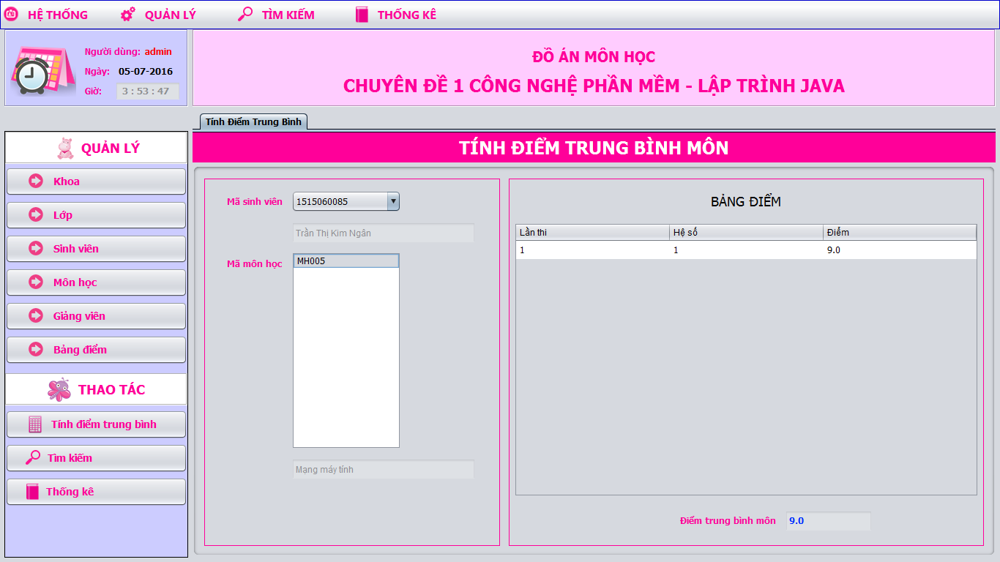 HỆ THỐNG QUẢN LÝ TÌM KIẾM THỐNG KÊ
Người dùng: admin
Ngày: 05-07-2016
Giờ: 3 : 53 : 47
ĐỒ ÁN MÔN HỌC
CHUYÊN ĐỀ 1 CÔNG NGHỆ PHẦN MỀM - LẬP TRÌNH JAVA
QUẢN LÝ
Khoa
Lớp
Sinh viên
Môn học
Giảng viên
Bảng điểm
THAO TÁC
Tính điểm trung bình
Tìm kiếm
Thống kê
Tính Điểm Trung Bình
TÍNH ĐIỂM TRUNG BÌNH MÔN
Mã sinh viên 1515060085
Trần Thị Kim Ngân
Mã môn học MH005
Mạng máy tính
BẢNG ĐIỂM
Lần thi Hệ số Điểm
1 1 9.0
Điểm trung bình môn 9.0